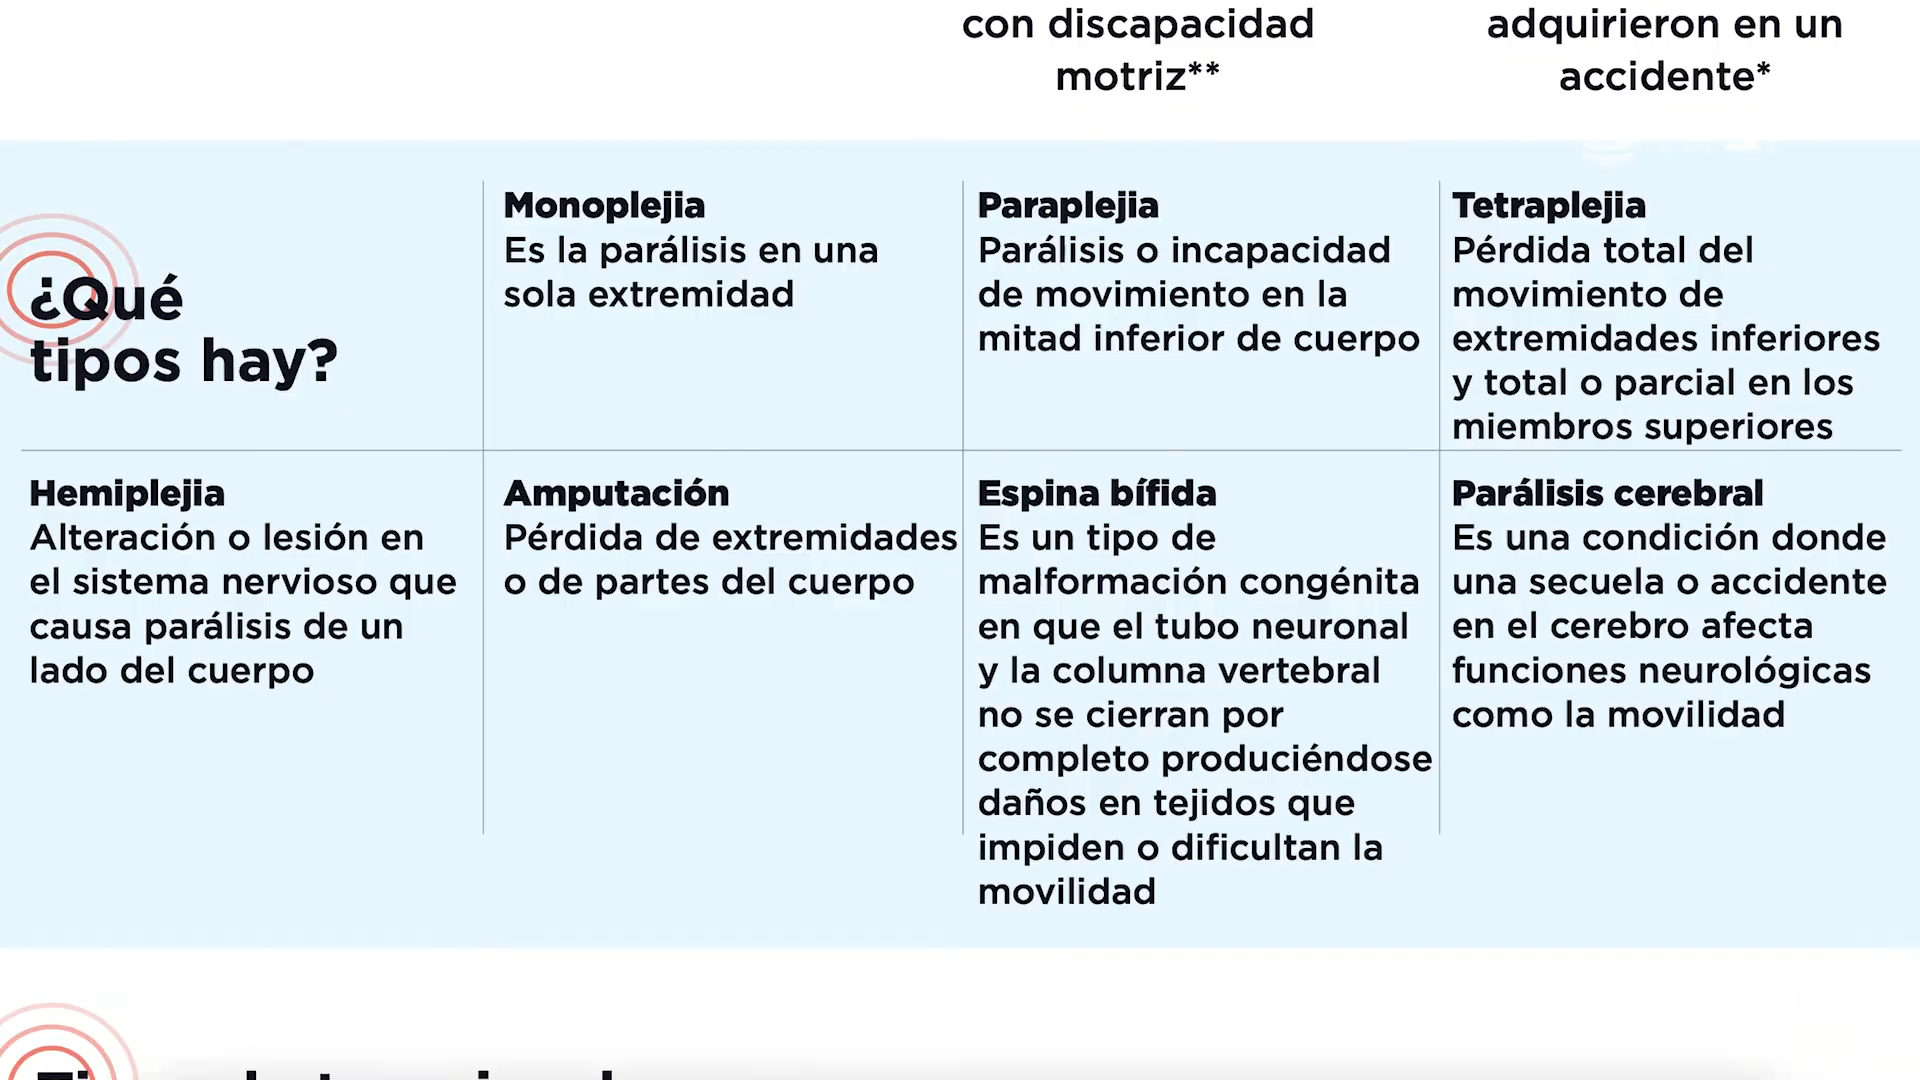 con discapacidad
motriz**
adquirieron en un
accidente*
¿Qué
tipos hay?
Monoplejia
Es la parálisis en una
sola extremidad
Paraplejia
Parálisis o incapacidad
de movimiento en la
mitad inferior de cuerpo
Tetraplejia
Pérdida total del
movimiento de
extremidades inferiores
y total o parcial en los
miembros superiores
Hemiplejia
Alteración o lesión en
el sistema nervioso que
causa parálisis de un
lado del cuerpo
Amputación
Pérdida de extremidades
o de partes del cuerpo
Espina bífida
Es un tipo de
malformación congénita
en que el tubo neuronal
y la columna vertebral
no se cierran por
completo produciéndose
daños en tejidos que
impiden o dificultan la
movilidad
Parálisis cerebral
Es una condición donde
una secuela o accidente
en el cerebro afecta
funciones neurológicas
como la movilidad